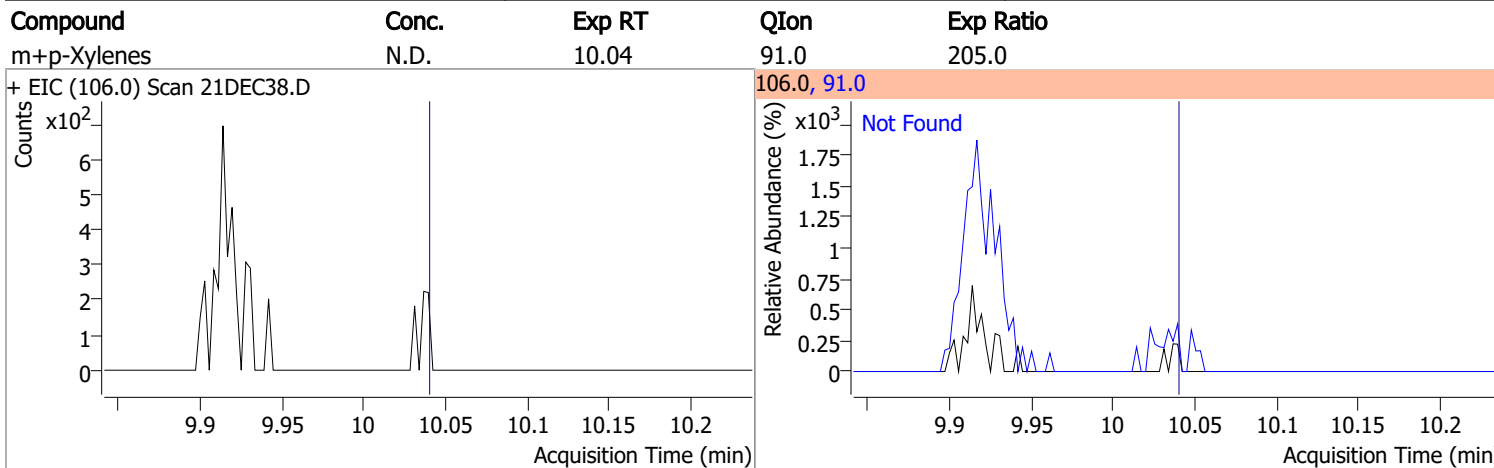 Compound Conc. Exp RT QIon Exp Ratio
m+p-Xylenes N.D. 10.04 91.0 205.0
+ EIC (106.0) Scan 21DEC38.D
Counts
x10²
6
5
4
3
2
1
0
9.9 9.95 10 10.05 10.1 10.15 10.2
Acquisition Time (min)
106.0, 91.0
Relative Abundance (%)
x10³
Not Found
1.75
1.5
1.25
1
0.75
0.5
0.25
0
9.9 9.95 10 10.05 10.1 10.15 10.2
Acquisition Time (min